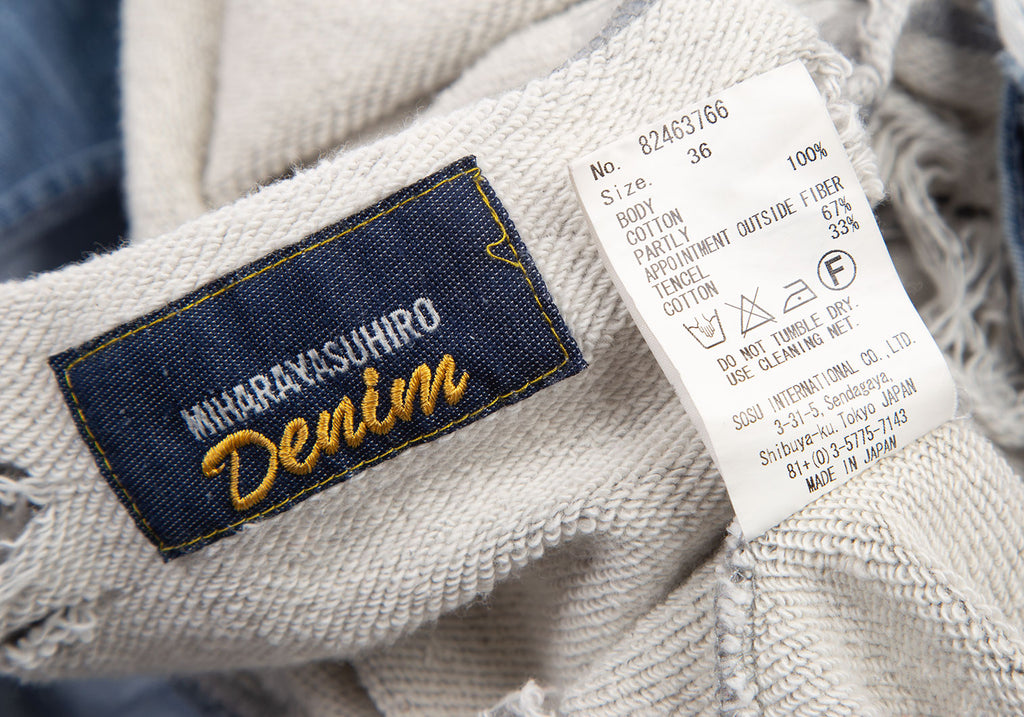 MIHARAYASUHIRO
Denim
No. 82463766
Size. 36
BODY
COTTON 100%
PARTLY
APPOINTMENT OUTSIDE FIBER
TENCEL 67%
COTTON 33%
F
DO NOT TUMBLE DRY.
USE CLEANING NET.
SOSU INTERNATIONAL CO., LTD.
3-31-5, Sendagaya,
Shibuya-ku. Tokyo JAPAN
81+(0)3-5775-7143
MADE IN JAPAN